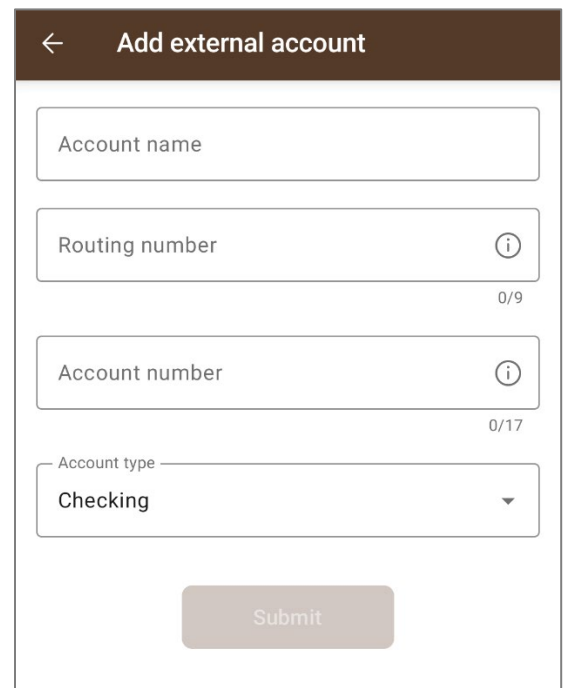 Add external account
Account name
Routing number
0/9
Account number
0/17
Account type
Checking
Submit